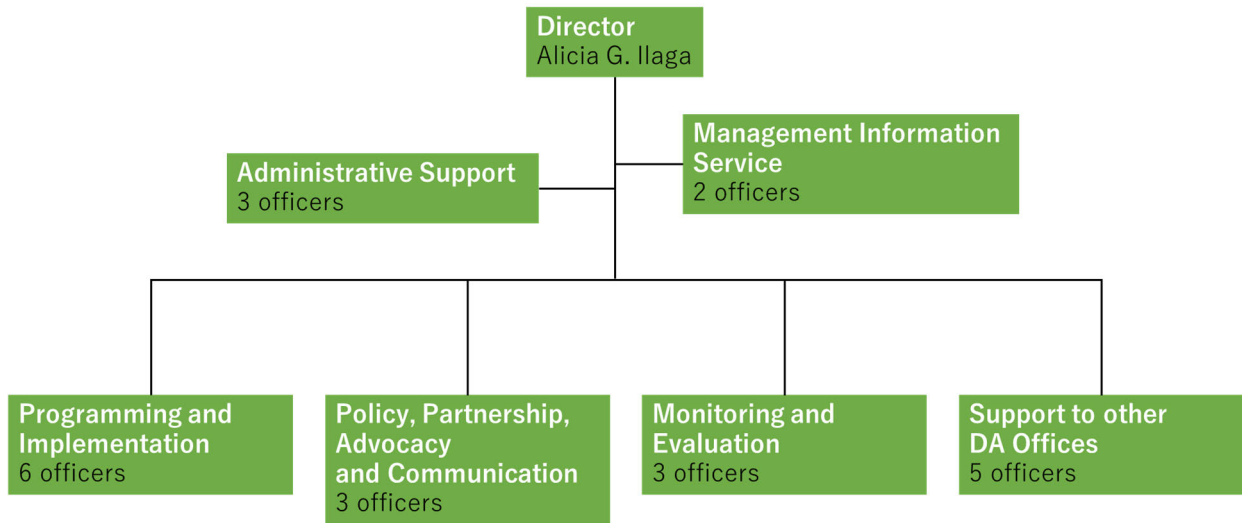 Director
Alicia G. Ilaga
Management Information
Service
2 officers
Administrative Support
3 officers
Programming and
Implementation
6 officers
Policy, Partnership,
Advocacy
and Communication
3 officers
Monitoring and
Evaluation
3 officers
Support to other
DA Offices
5 officers